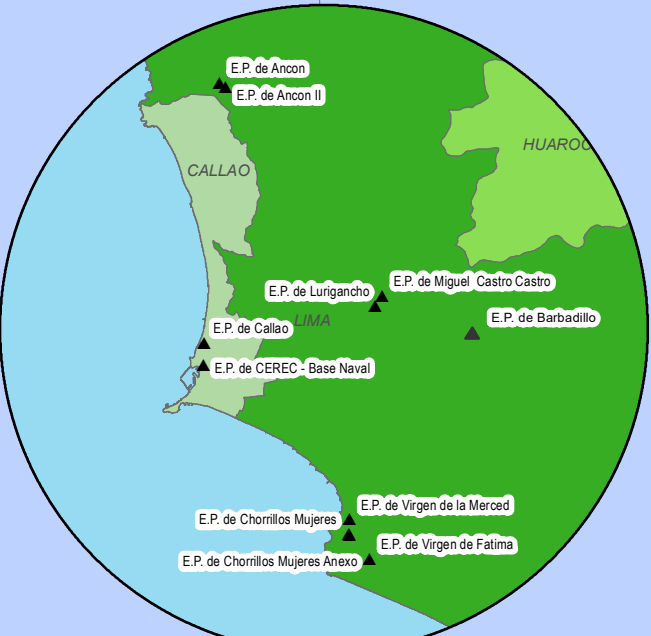 E.P. de Ancon
E.P. de Ancon II
HUAROC
CALLAO
E.P. de Miguel Castro Castro
E.P. de Lurigancho
E.P. de Barbadillo
LIMA
E.P. de Callao
E.P. de CEREC - Base Naval
E.P. de Virgen de la Merced
E.P. de Chorrillos Mujeres
E.P. de Virgen de Fatima
E.P. de Chorrillos Mujeres Anexo